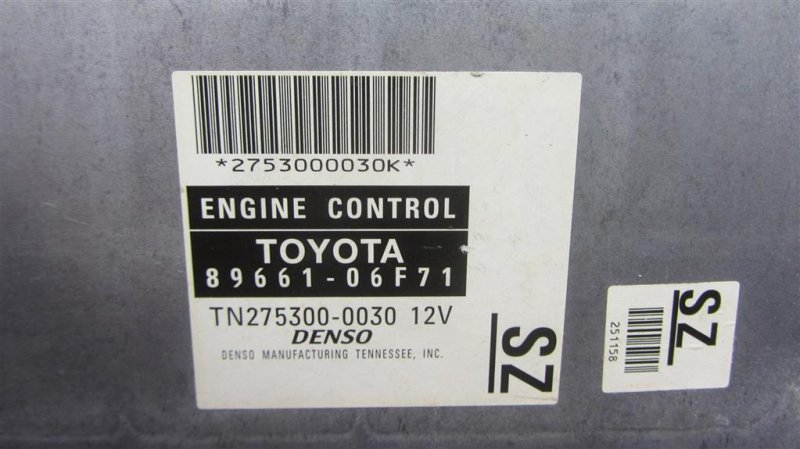 *2753000030K*
ENGINE CONTROL
TOYOTA
89661-06F71
TN275300-0030 12V
DENSO
DENSO MANUFACTURING TENNESSEE, INC.
SZ
SZ
251158